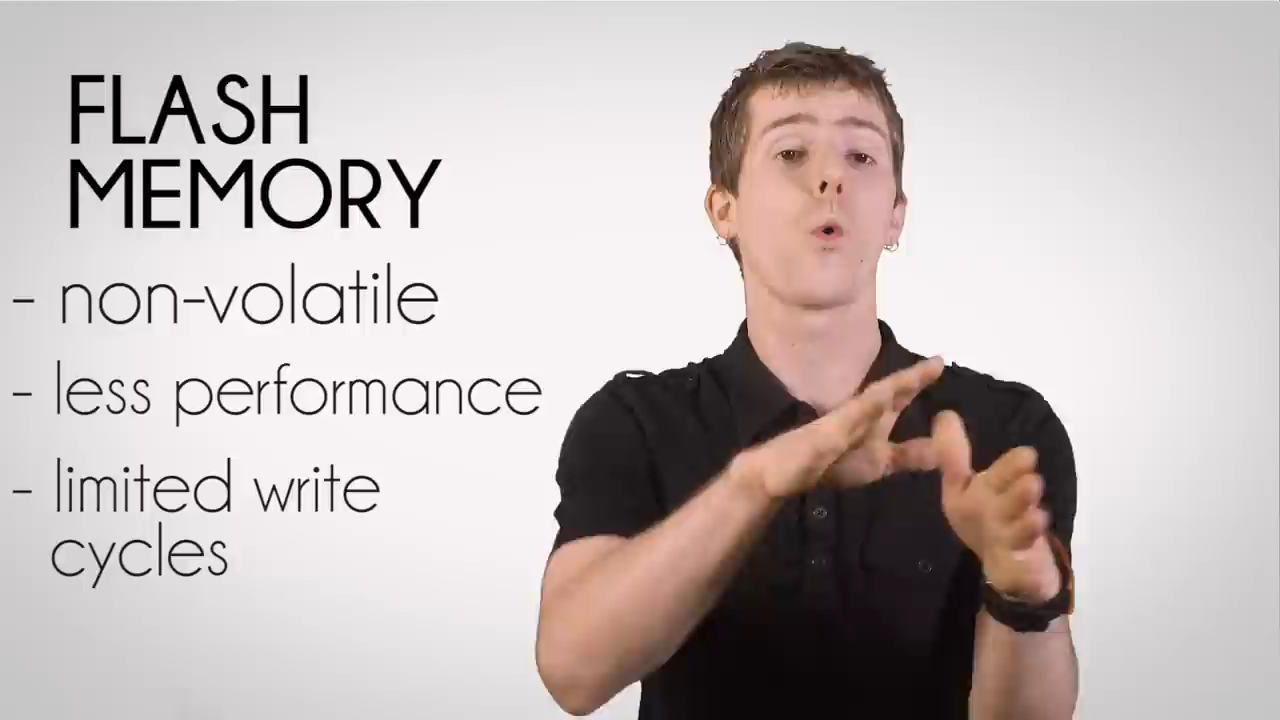 FLASH
MEMORY
- non-volatile
- less performance
- limited write
cycles